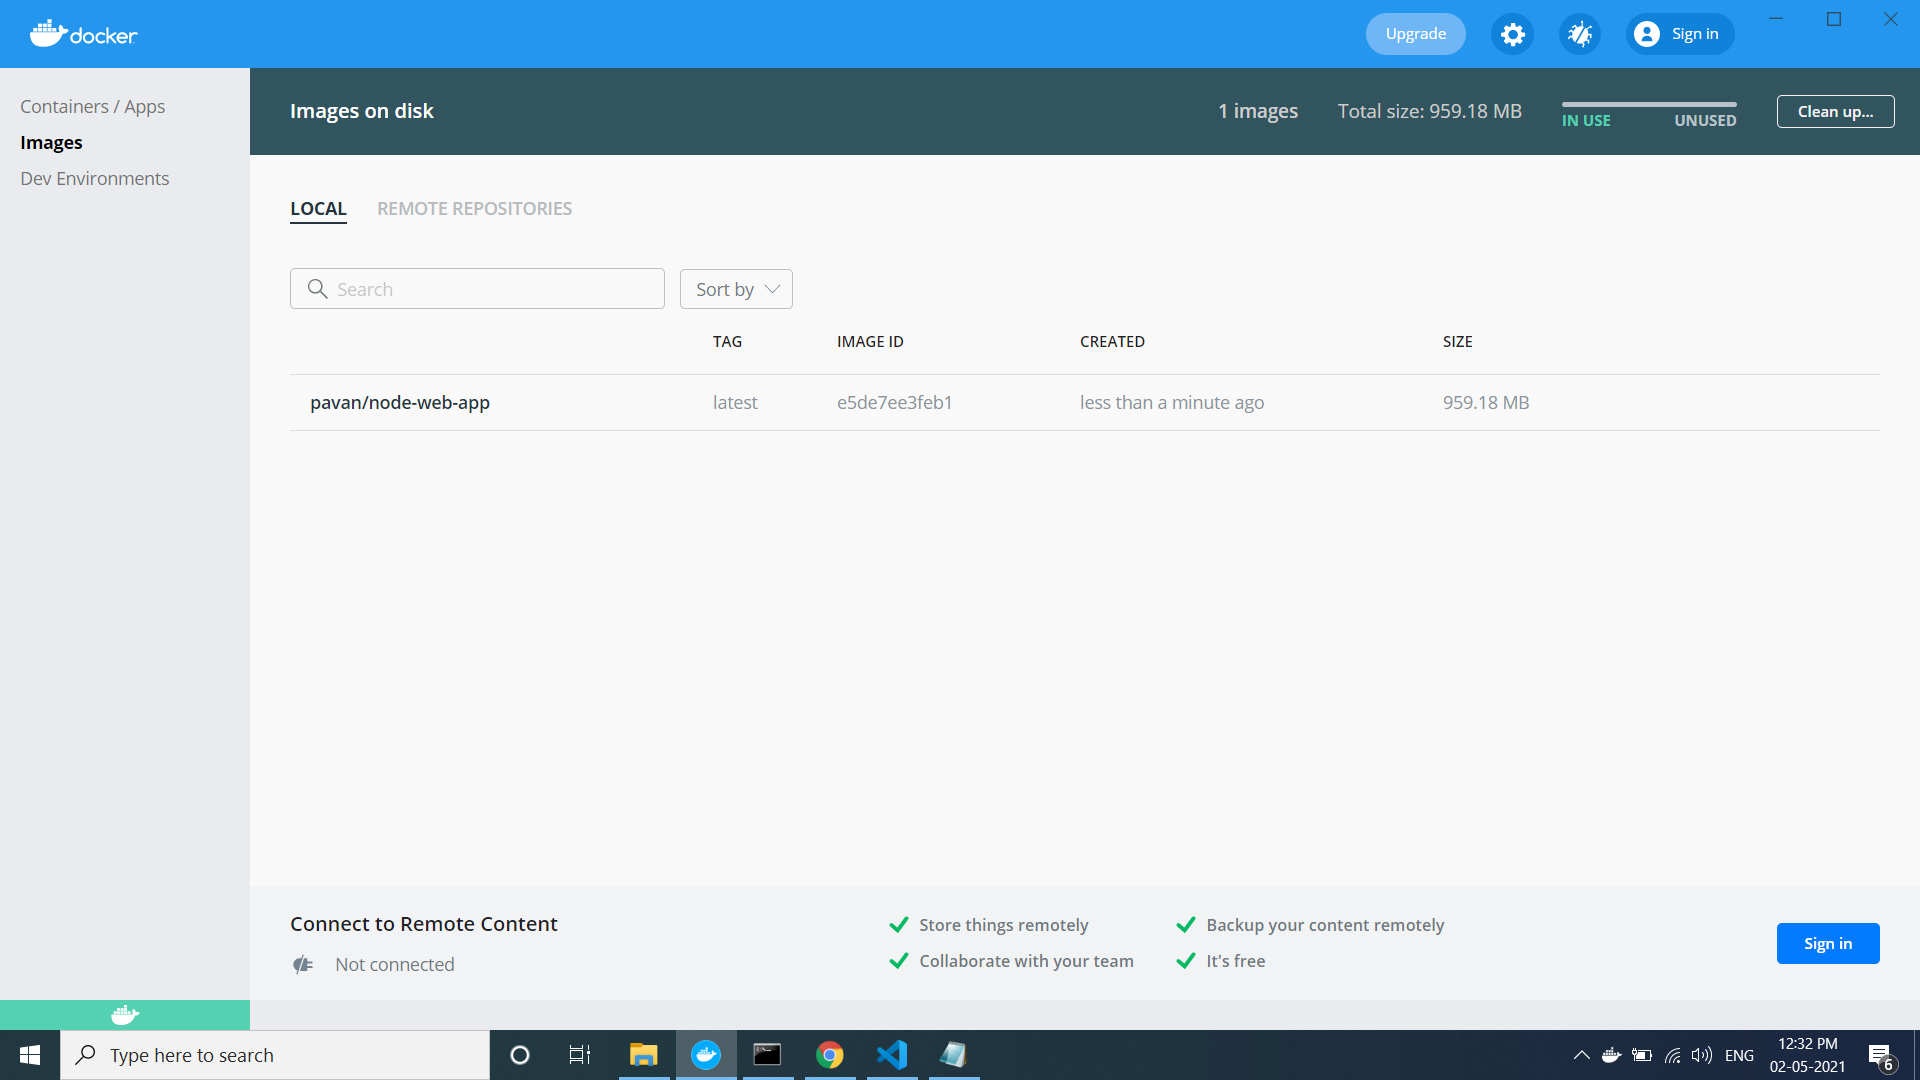 docker
Upgrade
Sign in
Containers / Apps
Images
Dev Environments
Images on disk
1 images
Total size: 959.18 MB
IN USE
UNUSED
Clean up...
LOCAL
REMOTE REPOSITORIES
Search
Sort by
TAG
IMAGE ID
CREATED
SIZE
pavan/node-web-app
latest
e5de7ee3feb1
less than a minute ago
959.18 MB
Connect to Remote Content
Not connected
Store things remotely
Backup your content remotely
Collaborate with your team
It's free
Sign in
Type here to search
ENG
12:32 PM
02-05-2021
6